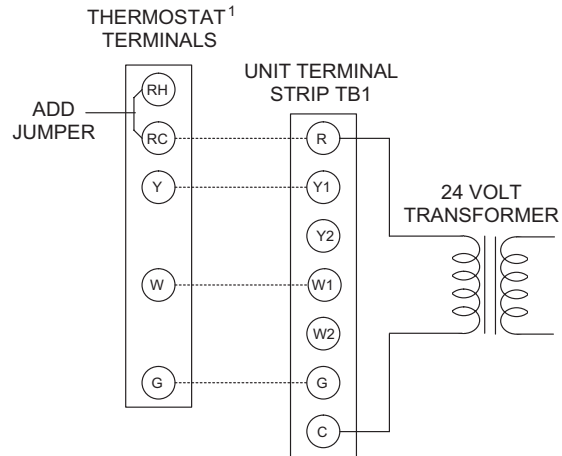 THERMOSTAT¹
TERMINALS
UNIT TERMINAL
STRIP TB1
ADD
JUMPER
RH
RC
Y
W
G
R
Y1
Y2
W1
W2
G
C
24 VOLT
TRANSFORMER